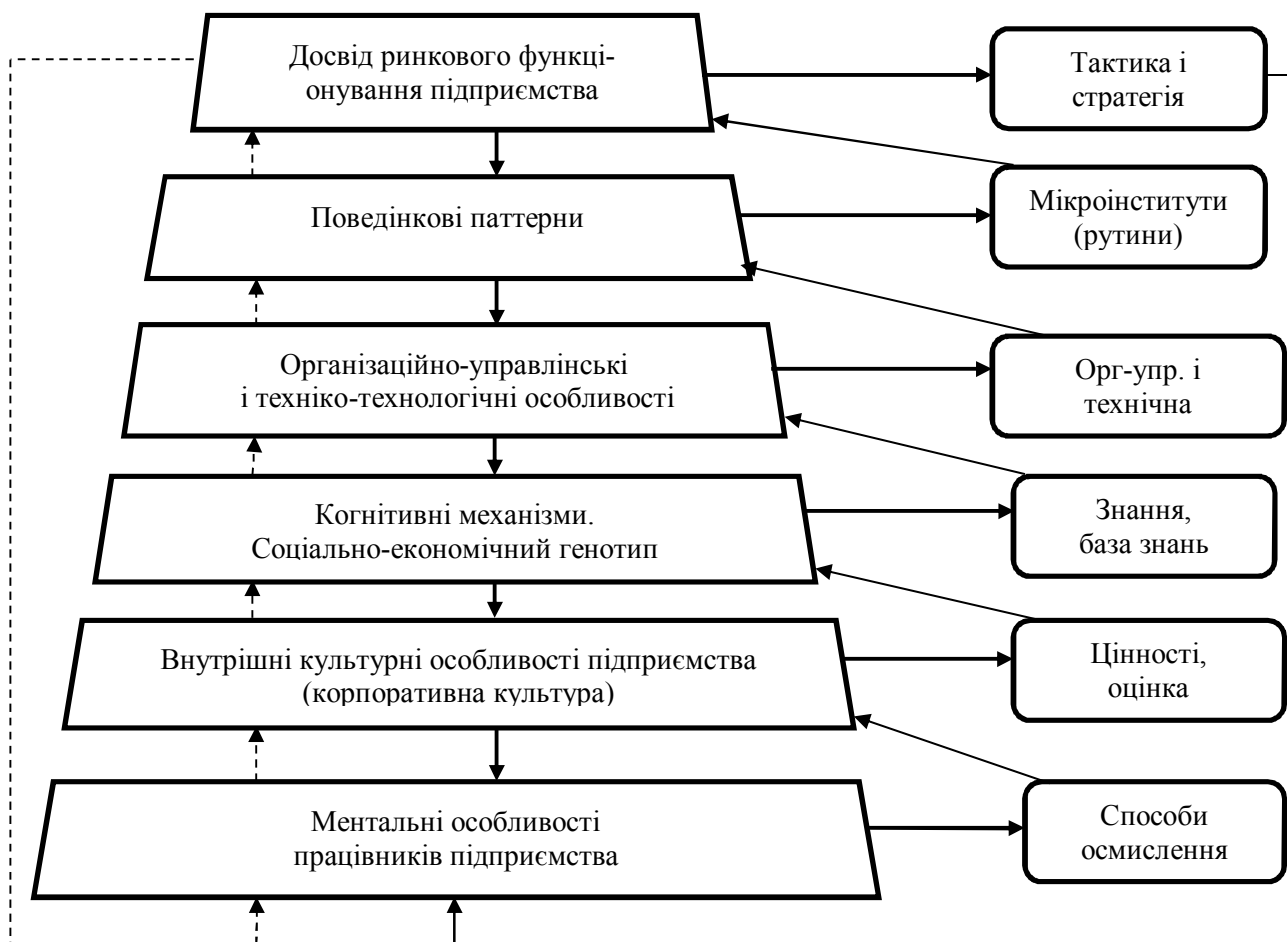 Досвід ринкового функці-
онування підприємства
Тактика і
стратегія
Поведінкові паттерни
Мікроінститути
(рутини)
Організаційно-управлінські
і техніко-технологічні особливості
Орг-упр. і
технічна
Когнітивні механізми.
Соціально-економічний генотип
Знання,
база знань
Внутрішні культурні особливості підприємства
(корпоративна культура)
Цінності,
оцінка
Ментальні особливості
працівників підприємства
Способи
осмислення